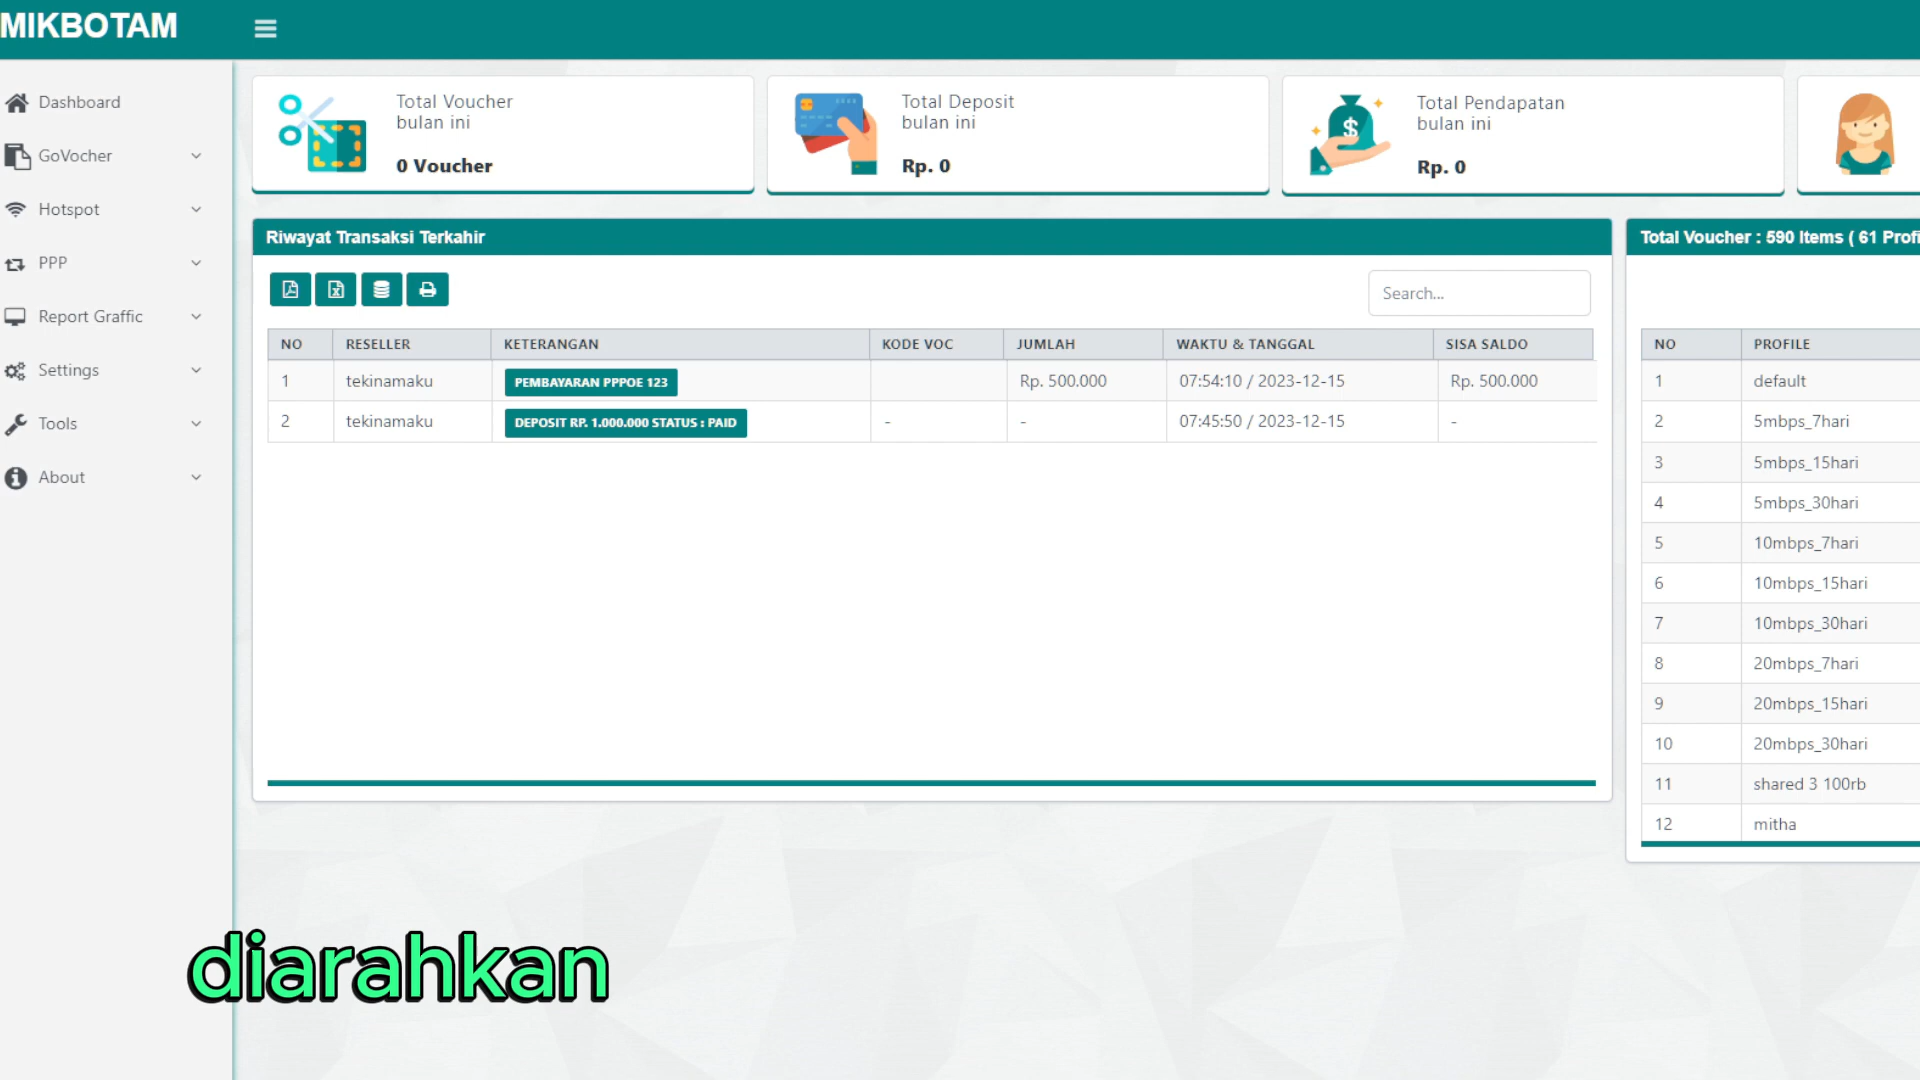 MIKBOTAM
Dashboard
GoVocher
Hotspot
PPP
Report Graffic
Settings
Tools
About
Total Voucher
bulan ini
0 Voucher
Total Deposit
bulan ini
Rp. 0
Total Pendapatan
bulan ini
Rp. 0
Riwayat Transaksi Terkahir
Search...
NO RESELLER KETERANGAN KODE VOC JUMLAH WAKTU & TANGGAL SISA SALDO
1 tekinamaku PEMBAYARAN PPPOE 123 Rp. 500.000 07:54:10 / 2023-12-15 Rp. 500.000
2 tekinamaku DEPOSIT RP. 1.000.000 STATUS : PAID - - 07:45:50 / 2023-12-15 -
Total Voucher : 590 Items ( 61 Profi
NO PROFILE
1 default
2 5mbps_7hari
3 5mbps_15hari
4 5mbps_30hari
5 10mbps_7hari
6 10mbps_15hari
7 10mbps_30hari
8 20mbps_7hari
9 20mbps_15hari
10 20mbps_30hari
11 shared 3 100rb
12 mitha
diarahkan